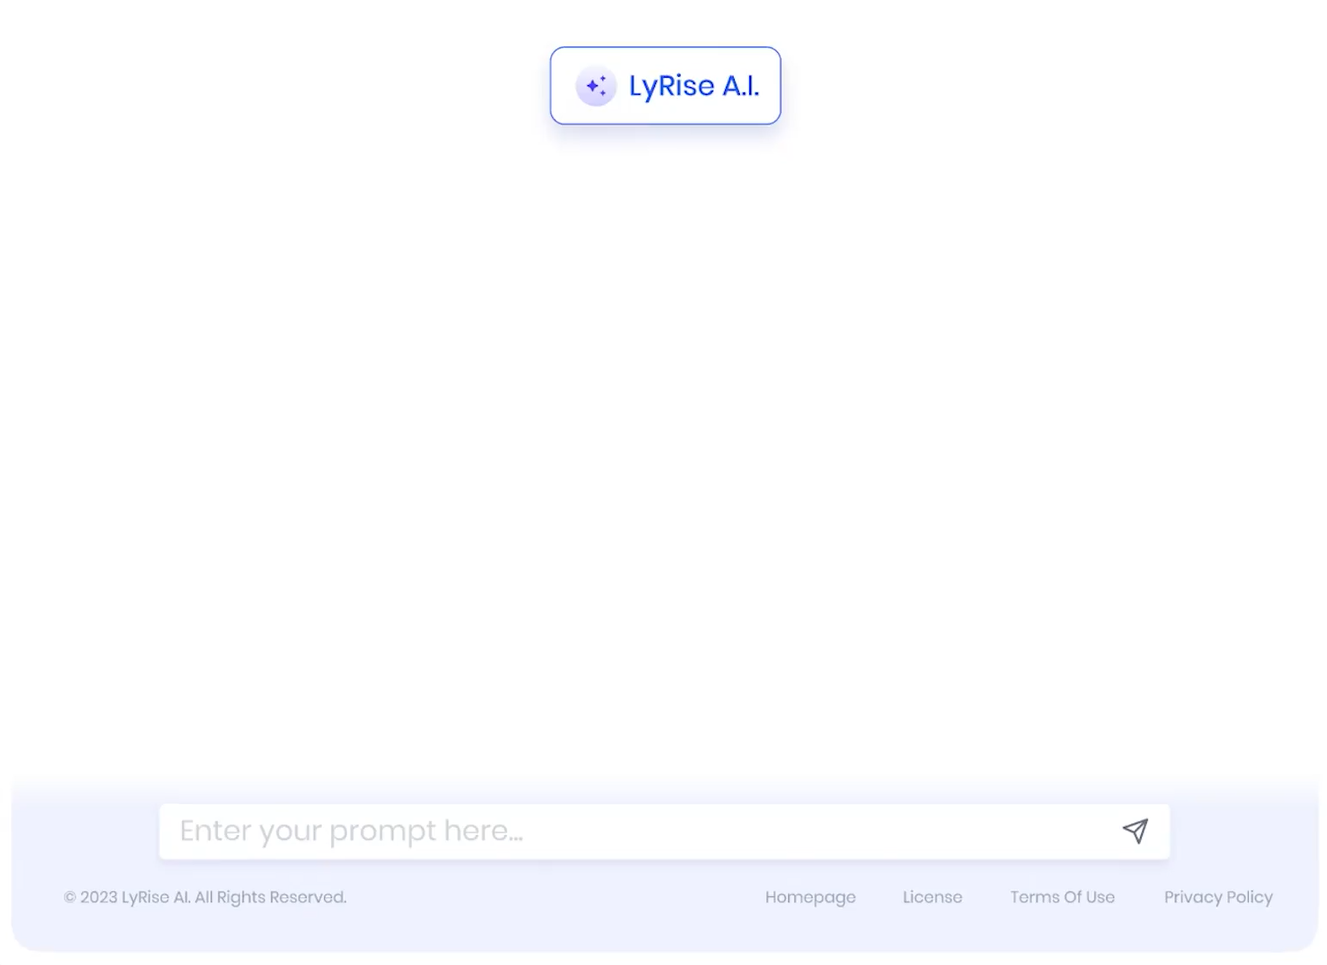 LyRise A.I.
Enter your prompt here...
© 2023 LyRise AI. All Rights Reserved. Homepage License Terms Of Use Privacy Policy